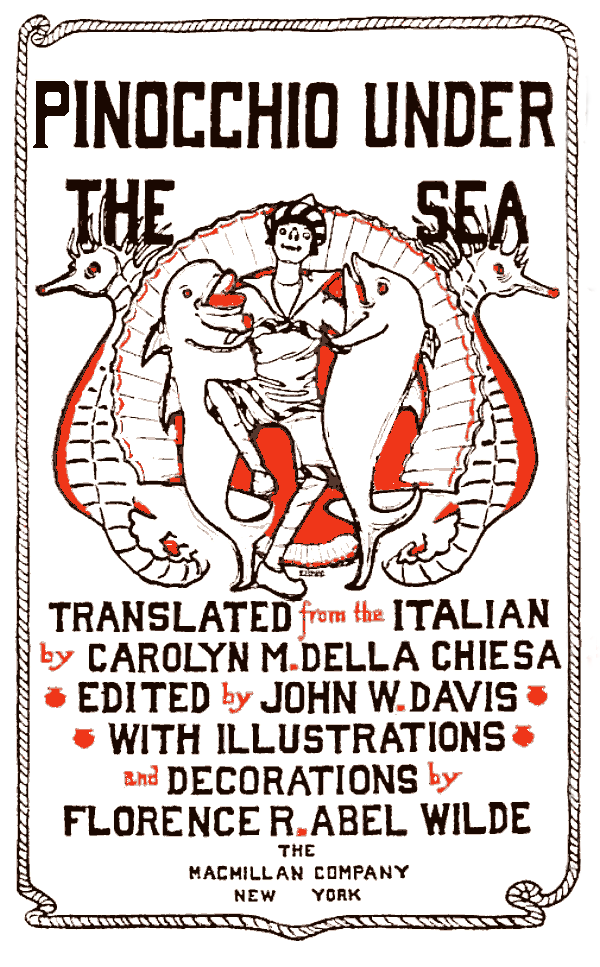 PINOCCHIO UNDER
THE SEA
TRANSLATED from the ITALIAN
by CAROLYN M. DELLA CHIESA
EDITED by JOHN W. DAVIS
WITH ILLUSTRATIONS
and DECORATIONS by
FLORENCE R. ABEL WILDE
THE
MACMILLAN COMPANY
NEW YORK